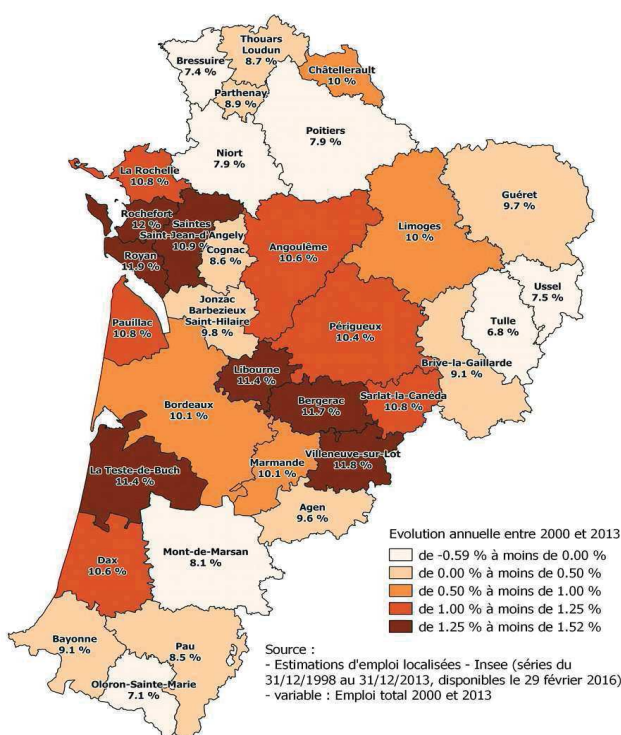 Thouars
Loudun
8.7 %
Bressuire
7.4 %
Châtellerault
10 %
Parthenay
8.9 %
Poitiers
7.9 %
Niort
7.9 %
La Rochelle
10.8 %
Guéret
9.7 %
Rochefort
12 %
Saintes
Saint-Jean-d'Angely
10.9 %
Limoges
10 %
Angoulême
10.6 %
Cognac
8.6 %
Royan
11.9 %
Ussel
7.5 %
Jonzac
Barbezieux
Saint-Hilaire
9.8 %
Tulle
6.8 %
Pauillac
10.8 %
Périgueux
10.4 %
Brive-la-Gaillarde
9.1 %
Libourne
11.4 %
Bergerac
11.7 %
Sarlat-la-Canéda
10.8 %
Bordeaux
10.1 %
Villeneuve-sur-Lot
11.8 %
Marmande
10.1 %
La Teste-de-Buch
11.4 %
Agen
9.6 %
Mont-de-Marsan
8.1 %
Dax
10.6 %
Bayonne
9.1 %
Pau
8.5 %
Oloron-Sainte-Marie
7.1 %
Evolution annuelle entre 2000 et 2013
de -0.59 % à moins de 0.00 %
de 0.00 % à moins de 0.50 %
de 0.50 % à moins de 1.00 %
de 1.00 % à moins de 1.25 %
de 1.25 % à moins de 1.52 %
Source :
- Estimations d'emploi localisées - Insee (séries du
31/12/1998 au 31/12/2013, disponibles le 29 février 2016)
- variable : Emploi total 2000 et 2013